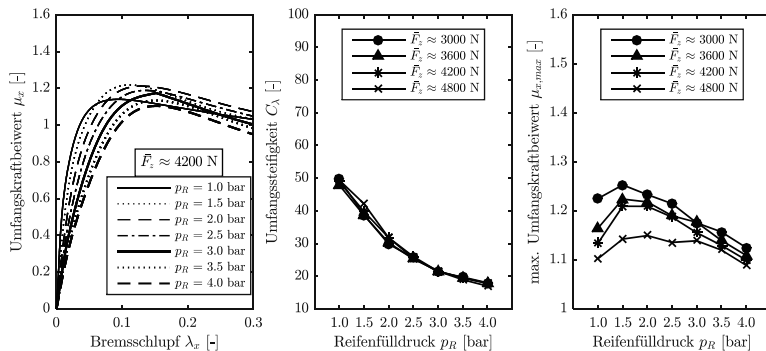 Umfangskraftbeiwert μx [-]
1.6
1.4
1.2
1
0.8
0.6
0.4
0.2
0
F̄z ≈ 4200 N
pR = 1.0 bar
pR = 1.5 bar
pR = 2.0 bar
pR = 2.5 bar
pR = 3.0 bar
pR = 3.5 bar
pR = 4.0 bar
0 0.1 0.2 0.3
Bremsschlupf λx [-]
Umfangssteifigkeit Cλ [-]
100
90
80
70
60
50
40
30
20
10
F̄z ≈ 3000 N
F̄z ≈ 3600 N
F̄z ≈ 4200 N
F̄z ≈ 4800 N
1.0 1.5 2.0 2.5 3.0 3.5 4.0
Reifenfülldruck pR [bar]
max. Umfangskraftbeiwert μx,max [-]
1.6
1.5
1.4
1.3
1.2
1.1
1
F̄z ≈ 3000 N
F̄z ≈ 3600 N
F̄z ≈ 4200 N
F̄z ≈ 4800 N
1.0 1.5 2.0 2.5 3.0 3.5 4.0
Reifenfülldruck pR [bar]